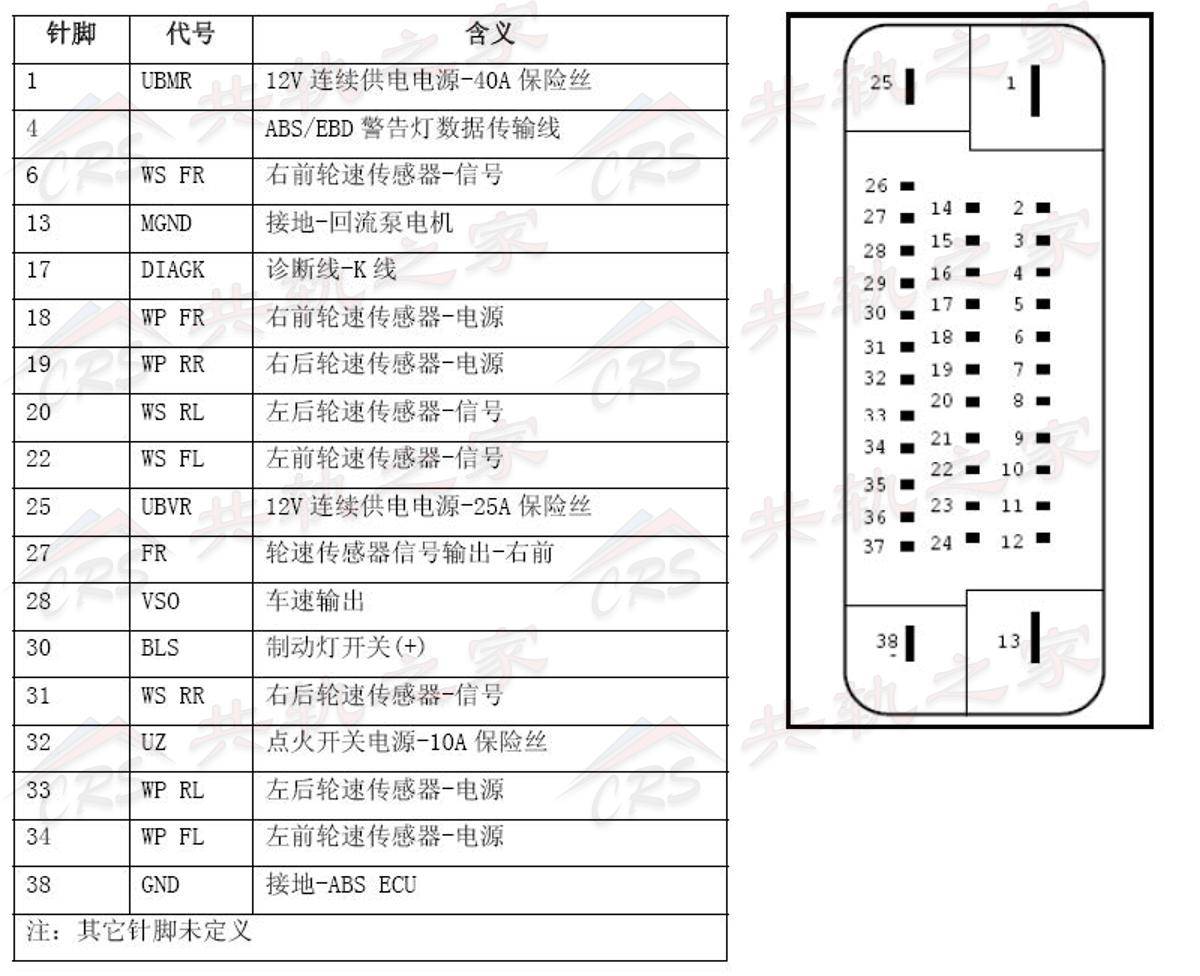 针脚 代号 含义
1 UBMR 12V 连续供电电源-40A 保险丝
4 ABS/EBD 警告灯数据传输线
6 WS FR 右前轮速传感器-信号
13 MGND 接地-回流泵电机
17 DIAGK 诊断线-K 线
18 WP FR 右前轮速传感器-电源
19 WP RR 右后轮速传感器-电源
20 WS RL 左后轮速传感器-信号
22 WS FL 左前轮速传感器-信号
25 UBVR 12V 连续供电电源-25A 保险丝
27 FR 轮速传感器信号输出-右前
28 VSO 车速输出
30 BLS 制动灯开关(+)
31 WS RR 右后轮速传感器-信号
32 UZ 点火开关电源-10A 保险丝
33 WP RL 左后轮速传感器-电源
34 WP FL 左前轮速传感器-电源
38 GND 接地-ABS ECU
注：其它针脚未定义
25 1
26
14 2
27
15 3
28
16 4
29
17 5
30
18 6
31
19 7
32
20 8
33
21 9
34
22 10
35
23 11
36
24 12
37
38 13
共轨之家
CRS